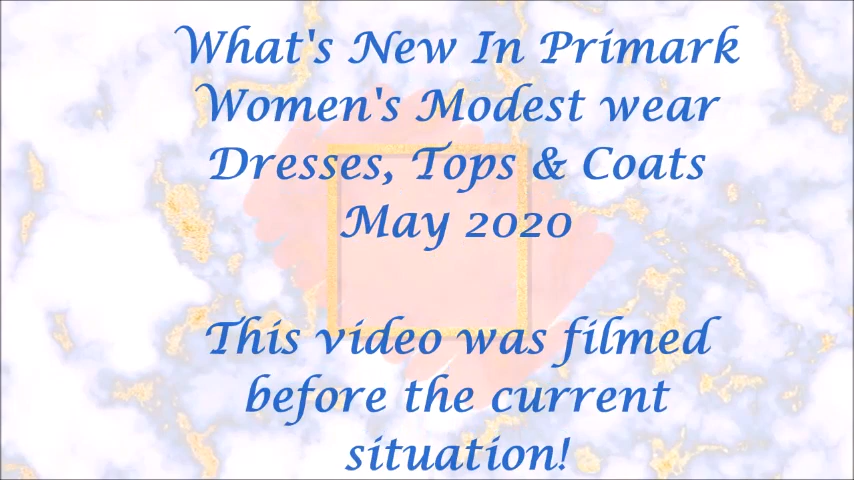 What's New In Primark
Women's Modest wear
Dresses, Tops & Coats
May 2020
This video was filmed
before the current
situation!